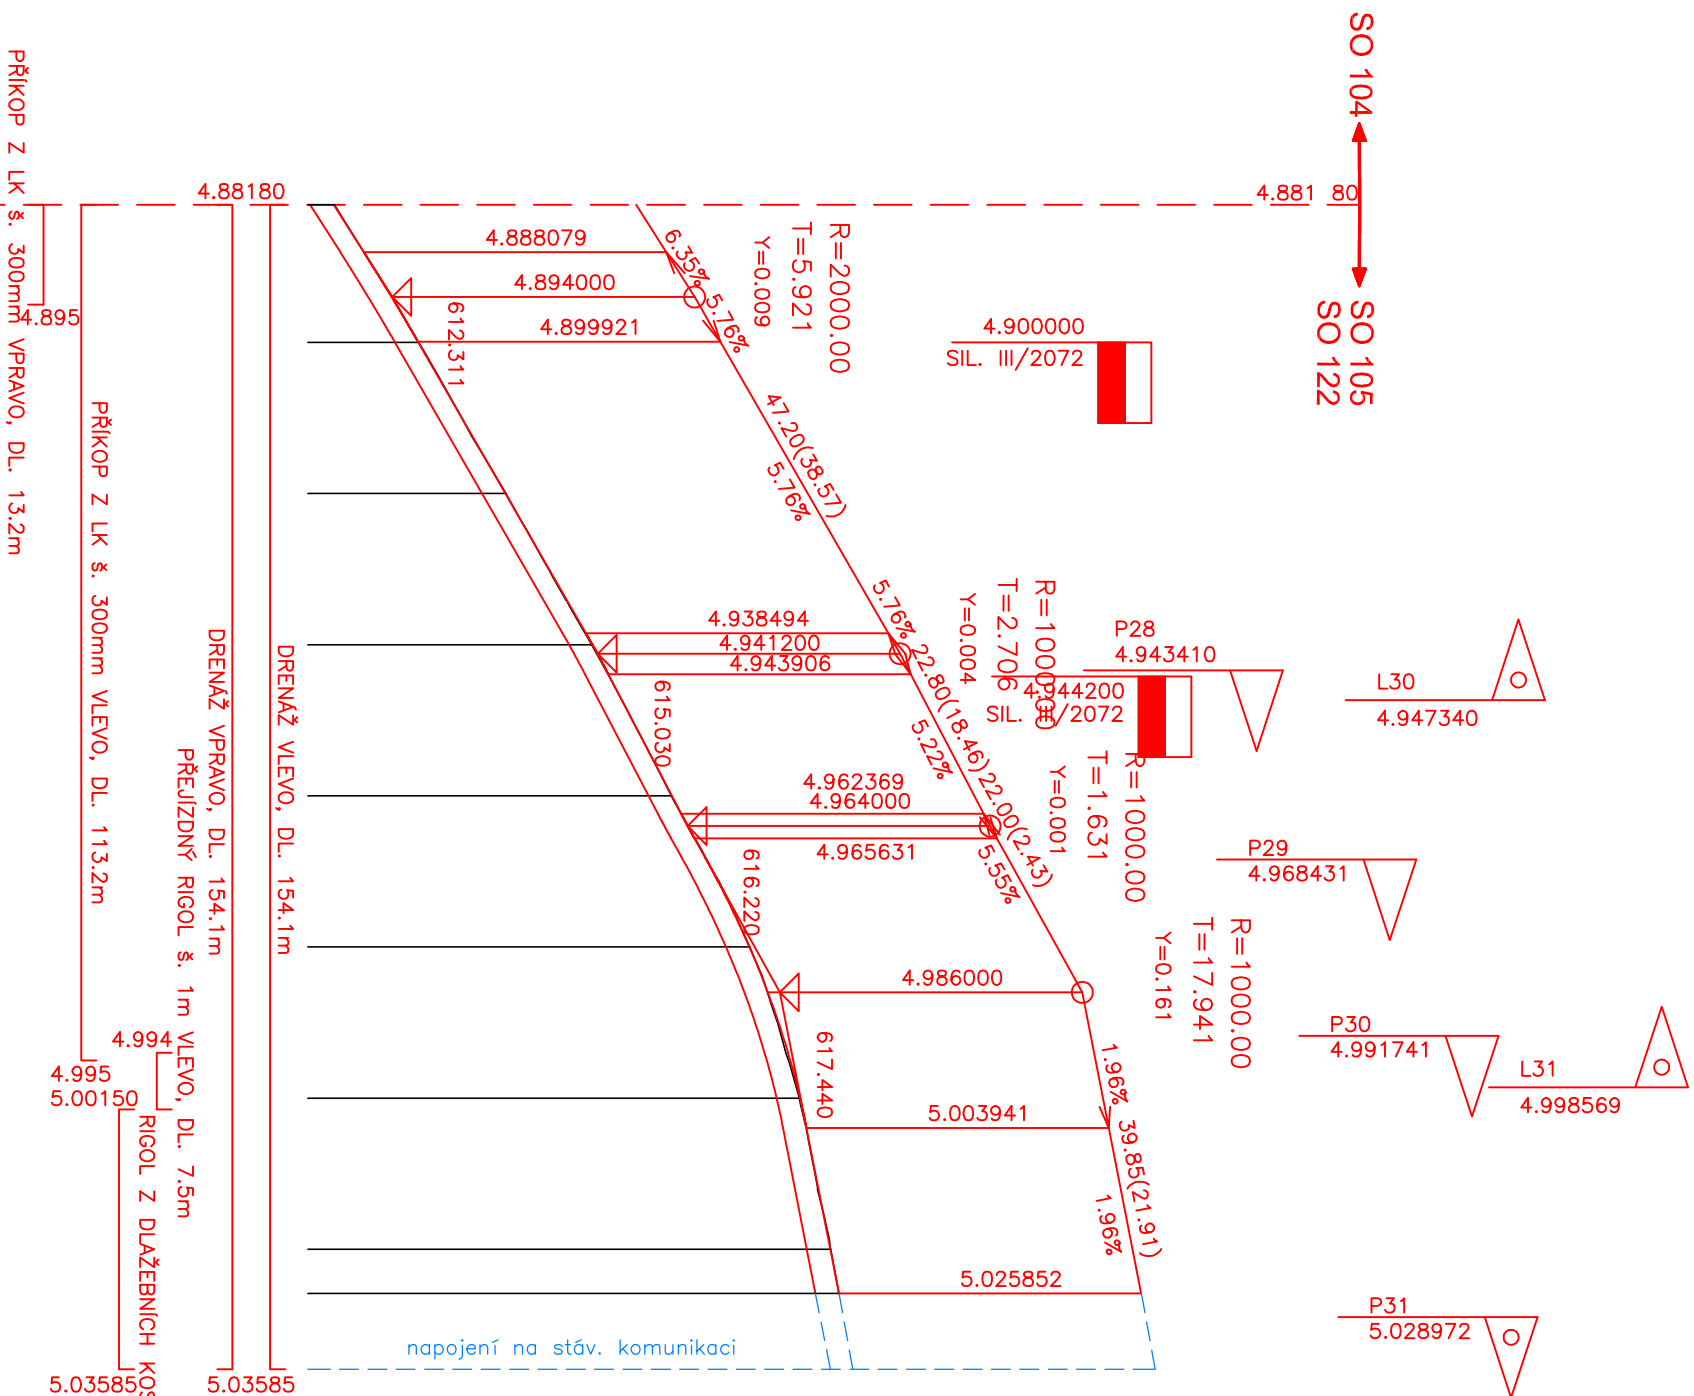 SO 104
SO 105
SO 122
4.881 80
4.88180
4.888079
4.894000
4.899921
612.311
6.35%
5.76%
R=2000.00
T=5.921
Y=0.009
4.900000
SIL. III/2072
47.20(38.57)
5.76%
5.76%
4.938494
4.941200
4.943906
615.030
R=1000.00
T=2.706
Y=0.004
P28
4.943410
4.944200
SIL. III/2072
L30
4.947340
22.80(18.46)
5.22%
4.962369
4.964000
4.965631
616.220
R=1000.00
T=1.631
Y=0.001
22.00(2.43)
5.55%
P29
4.968431
R=1000.00
T=17.941
Y=0.161
4.986000
617.440
P30
4.991741
L31
4.998569
1.96%
39.85(21.91)
1.96%
5.003941
5.025852
P31
5.028972
napojení na stáv. komunikaci
DRENÁŽ VLEVO, DL. 154.1m
DRENÁŽ VPRAVO, DL. 154.1m
PŘEJÍZDNÝ RIGOL š. 1m VLEVO, DL. 7.5m
RIGOL Z DLAŽEBNÍCH KOS
PŘÍKOP Z LK š. 300mm VLEVO, DL. 113.2m
PŘÍKOP Z LK š. 300mm VPRAVO, DL. 13.2m
4.895
4.994
4.995
5.00150
5.03585
5.03585